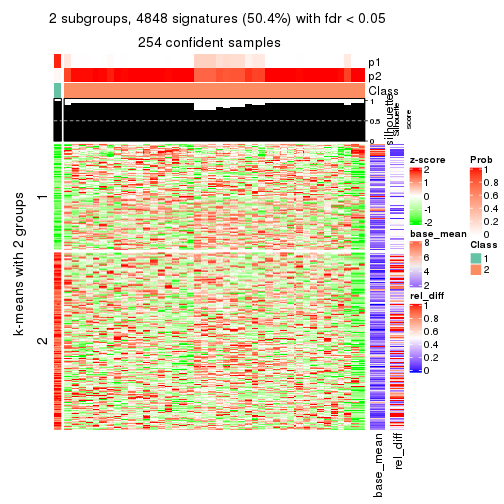 2 subgroups, 4848 signatures (50.4%) with fdr < 0.05
254 confident samples
p1
p2
Class
1
0.5
0
silhouette
Silhouette
score
k-means with 2 groups
1
2
z-score
2
1
0
-1
-2
base_mean
8
6
4
2
rel_diff
1
0.8
0.6
0.4
0.2
0
Prob
1
0.8
0.6
0.4
0.2
0
Class
1
2
base_mean
rel_diff